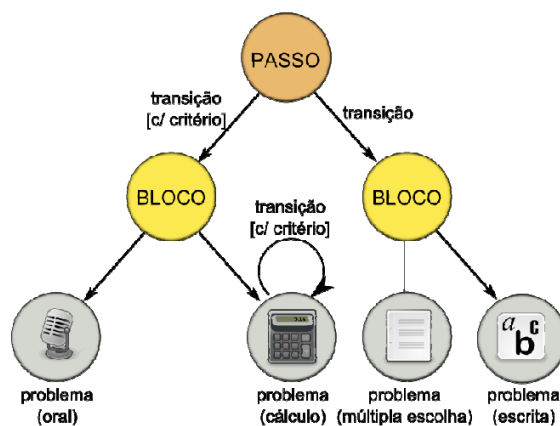 PASSO
transição
[c/ critério]
transição
BLOCO
BLOCO
transição
[c/ critério]
a
b
c
problema
(oral)
problema
(cálculo)
problema
(múltipla escolha)
problema
(escrita)